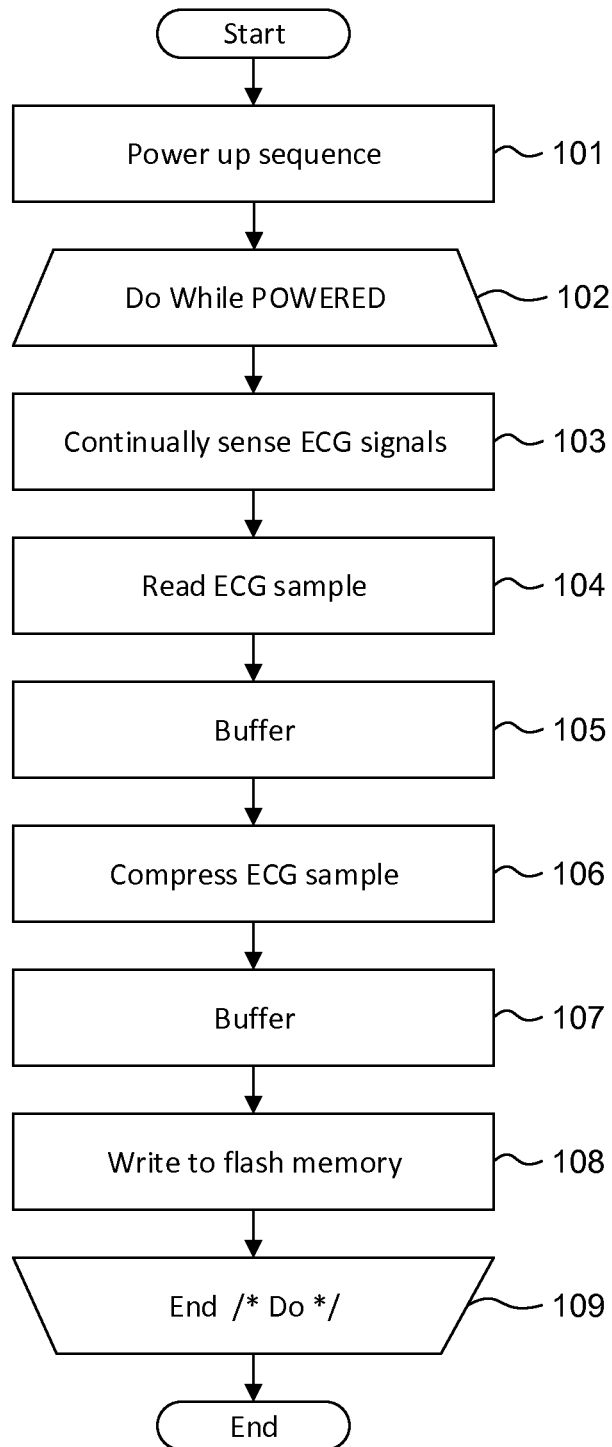 Start
Power up sequence
101
Do While POWERED
102
Continually sense ECG signals
103
Read ECG sample
104
Buffer
105
Compress ECG sample
106
Buffer
107
Write to flash memory
108
End /* Do */
109
End